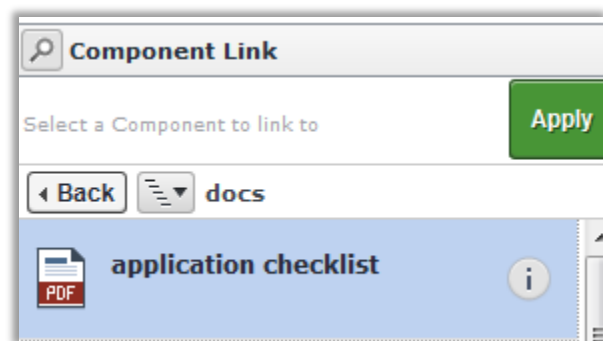 Component Link
Select a Component to link to
Apply
Back
docs
application checklist
PDF
i